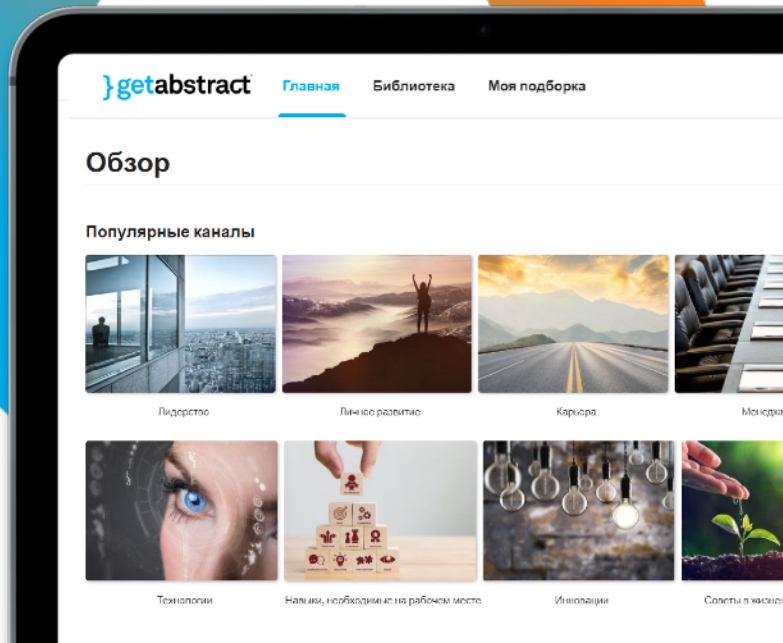 }getabstract
Главная
Библиотека
Моя подборка
Обзор
Популярные каналы
Лидерство
Личное развитие
Карьера
Технологии
Навыки, необходимые на рабочем месте
Инновации
Советы в